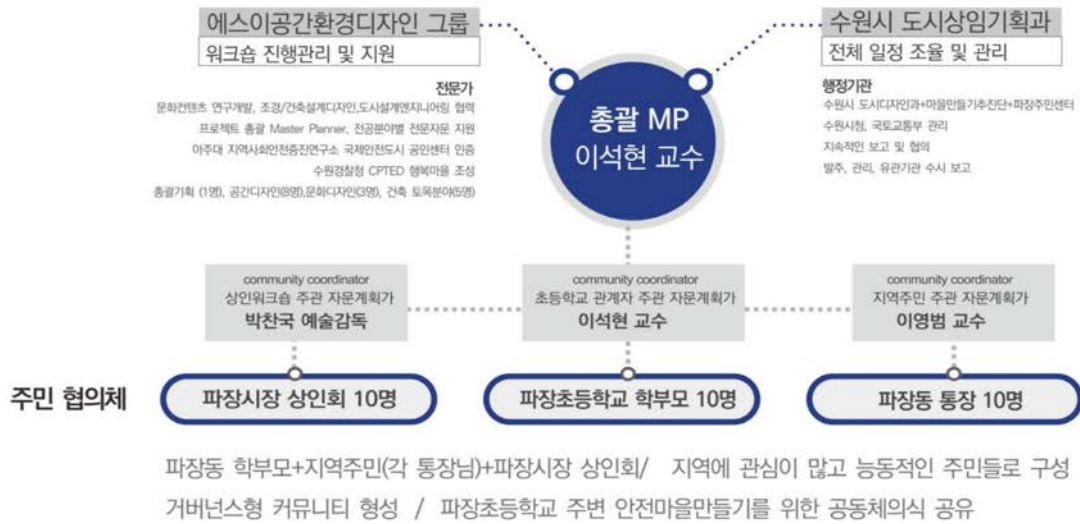 에스이공간환경디자인 그룹
워크숍 진행관리 및 지원
전문가
문화컨텐츠 연구개발, 조경/건축설계디자인,도시설계엔지니어링 협력
프로젝트 총괄 Master Planner, 전공분야별 전문자문 지원
아주대 지역사회안전증진연구소 국제안전도시 공인센터 인증
수원경찰청 CPTED 행복마을 조성
총괄기획 (1명), 공간디자인(8명),문화디자인(3명), 건축 토목분야(5명)
총괄 MP
이석현 교수
수원시 도시상임기획과
전체 일정 조율 및 관리
행정기관
수원시 도시디자인과+마을만들기추진단+파장주민센터
수원시청, 국토교통부 관리
지속적인 보고 및 협의
발주, 관리, 유관기관 수시 보고
community coordinator
상인워크숍 주관 자문계획가
박찬국 예술감독
community coordinator
초등학교 관계자 주관 자문계획가
이석현 교수
community coordinator
지역주민 주관 자문계획가
이영범 교수
주민 협의체
파장시장 상인회 10명
파장초등학교 학부모 10명
파장동 통장 10명
파장동 학부모+지역주민(각 통장님)+파장시장 상인회/ 지역에 관심이 많고 능동적인 주민들로 구성
거버넌스형 커뮤니티 형성 / 파장초등학교 주변 안전마을만들기를 위한 공동체의식 공유